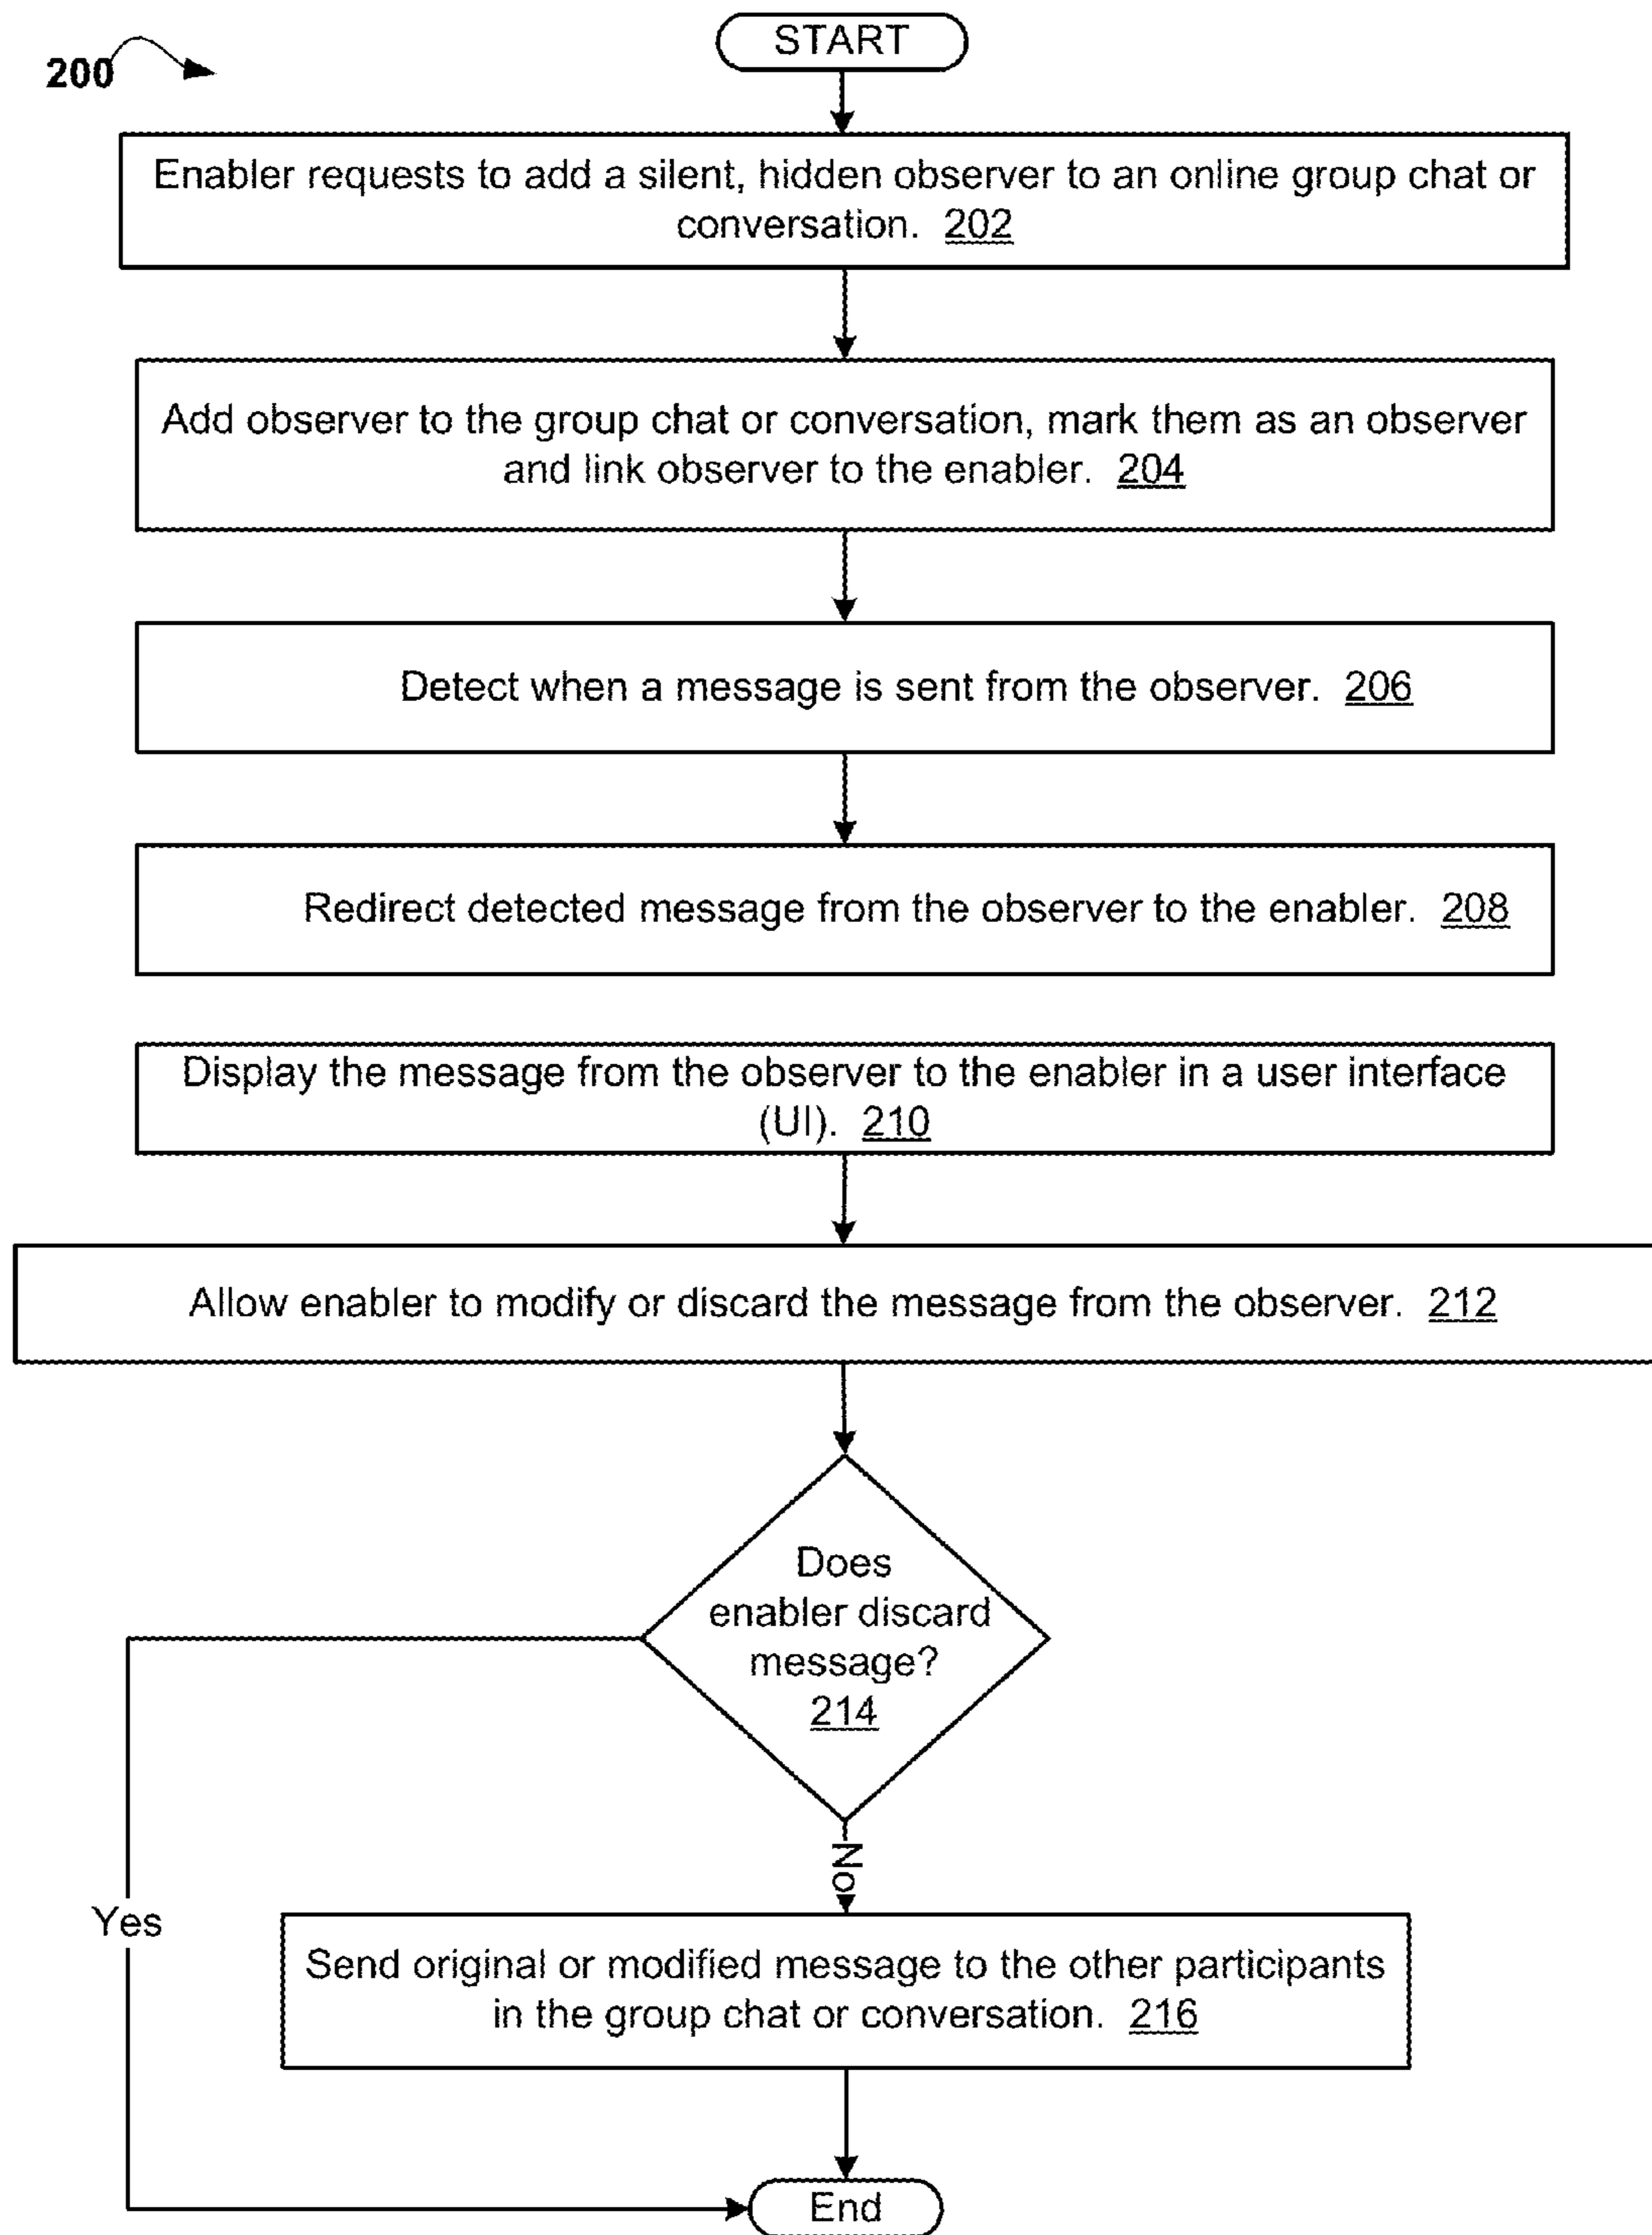 START
200
Enabler requests to add a silent, hidden observer to an online group chat or
conversation. 202
Add observer to the group chat or conversation, mark them as an observer
and link observer to the enabler. 204
Detect when a message is sent from the observer. 206
Redirect detected message from the observer to the enabler. 208
Display the message from the observer to the enabler in a user interface
(UI). 210
Allow enabler to modify or discard the message from the observer. 212
Does
enabler discard
message?
214
No
Yes
Send original or modified message to the other participants
in the group chat or conversation. 216
End